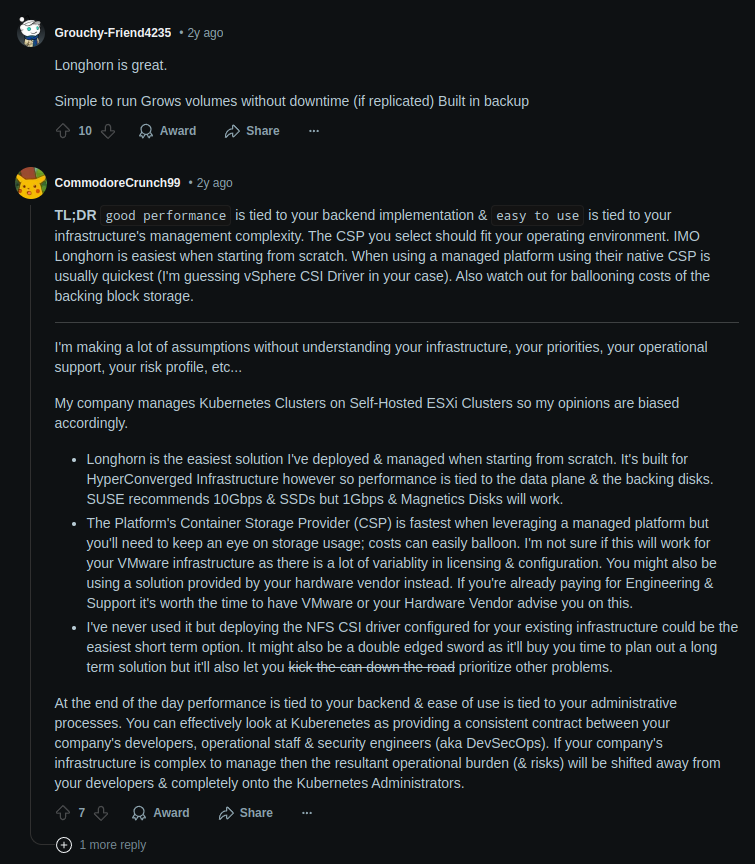 Grouchy-Friend4235 • 2y ago
Longhorn is great.
Simple to run Grows volumes without downtime (if replicated) Built in backup
10 Award Share ...
CommodoreCrunch99 • 2y ago
TL;DR good performance is tied to your backend implementation & easy to use is tied to your
infrastructure's management complexity. The CSP you select should fit your operating environment. IMO
Longhorn is easiest when starting from scratch. When using a managed platform using their native CSP is
usually quickest (I'm guessing vSphere CSI Driver in your case). Also watch out for ballooning costs of the
backing block storage.
I'm making a lot of assumptions without understanding your infrastructure, your priorities, your operational
support, your risk profile, etc...
My company manages Kubernetes Clusters on Self-Hosted ESXi Clusters so my opinions are biased
accordingly.
• Longhorn is the easiest solution I've deployed & managed when starting from scratch. It's built for
HyperConverged Infrastructure however so performance is tied to the data plane & the backing disks.
SUSE recommends 10Gbps & SSDs but 1Gbps & Magnetics Disks will work.
• The Platform's Container Storage Provider (CSP) is fastest when leveraging a managed platform but
you'll need to keep an eye on storage usage; costs can easily balloon. I'm not sure if this will work for
your VMware infrastructure as there is a lot of variablity in licensing & configuration. You might also be
using a solution provided by your hardware vendor instead. If you're already paying for Engineering &
Support it's worth the time to have VMware or your Hardware Vendor advise you on this.
• I've never used it but deploying the NFS CSI driver configured for your existing infrastructure could be the
easiest short term option. It might also be a double edged sword as it'll buy you time to plan out a long
term solution but it'll also let you kick the can down the road prioritize other problems.
At the end of the day performance is tied to your backend & ease of use is tied to your administrative
processes. You can effectively look at Kuberenetes as providing a consistent contract between your
company's developers, operational staff & security engineers (aka DevSecOps). If your company's
infrastructure is complex to manage then the resultant operational burden (& risks) will be shifted away from
your developers & completely onto the Kubernetes Administrators.
7 Award Share ...
1 more reply